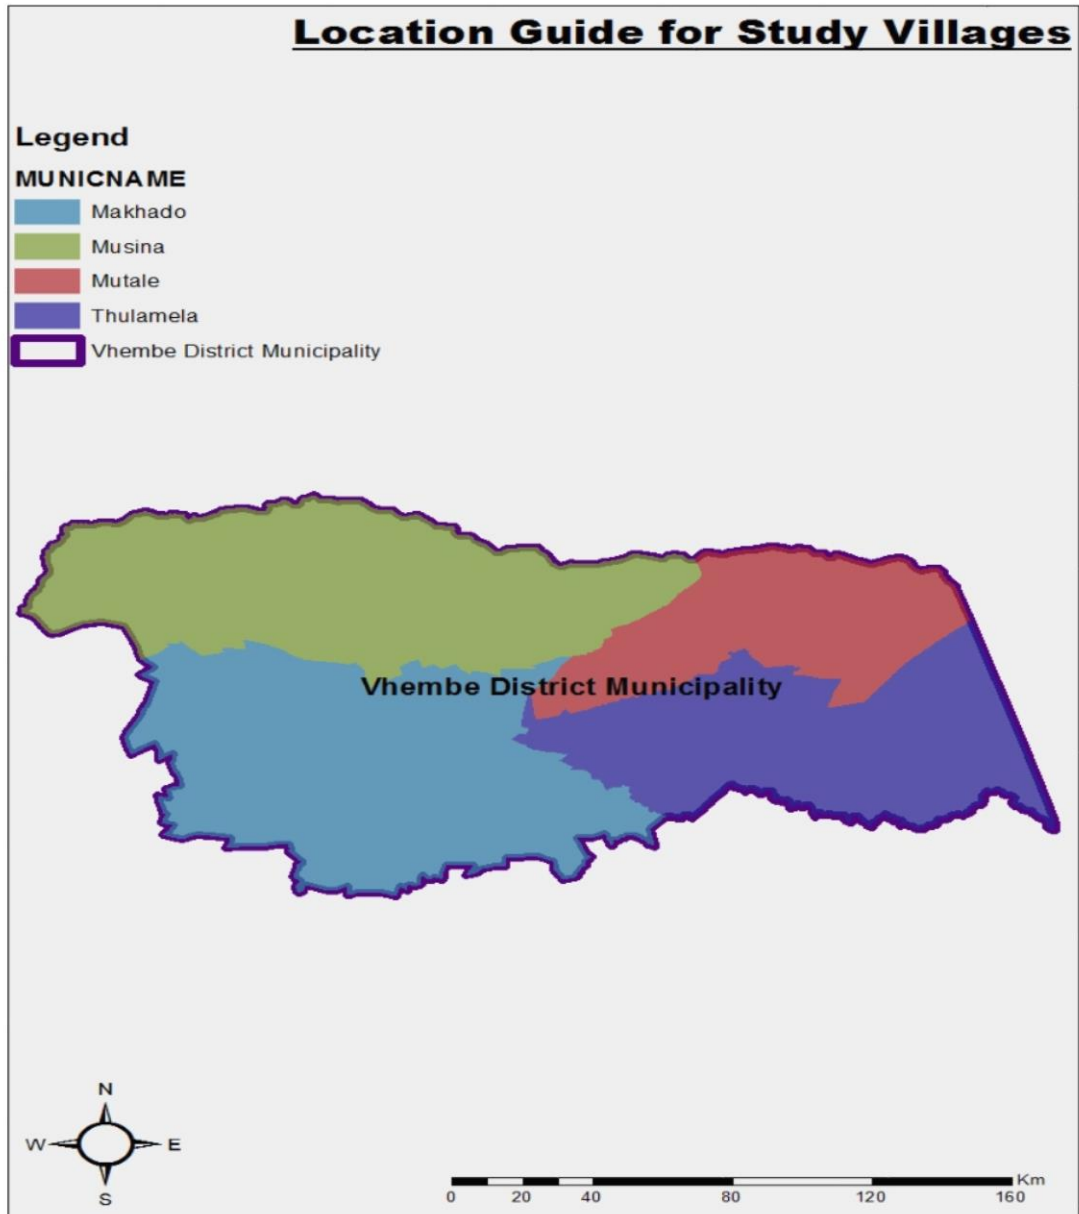 Location Guide for Study Villages
Legend
MUNICNAME
Makhado
Musina
Mutale
Thulamela
Vhembe District Municipality
Vhembe District Municipality
N
W E
S
Km
0 20 40 80 120 160